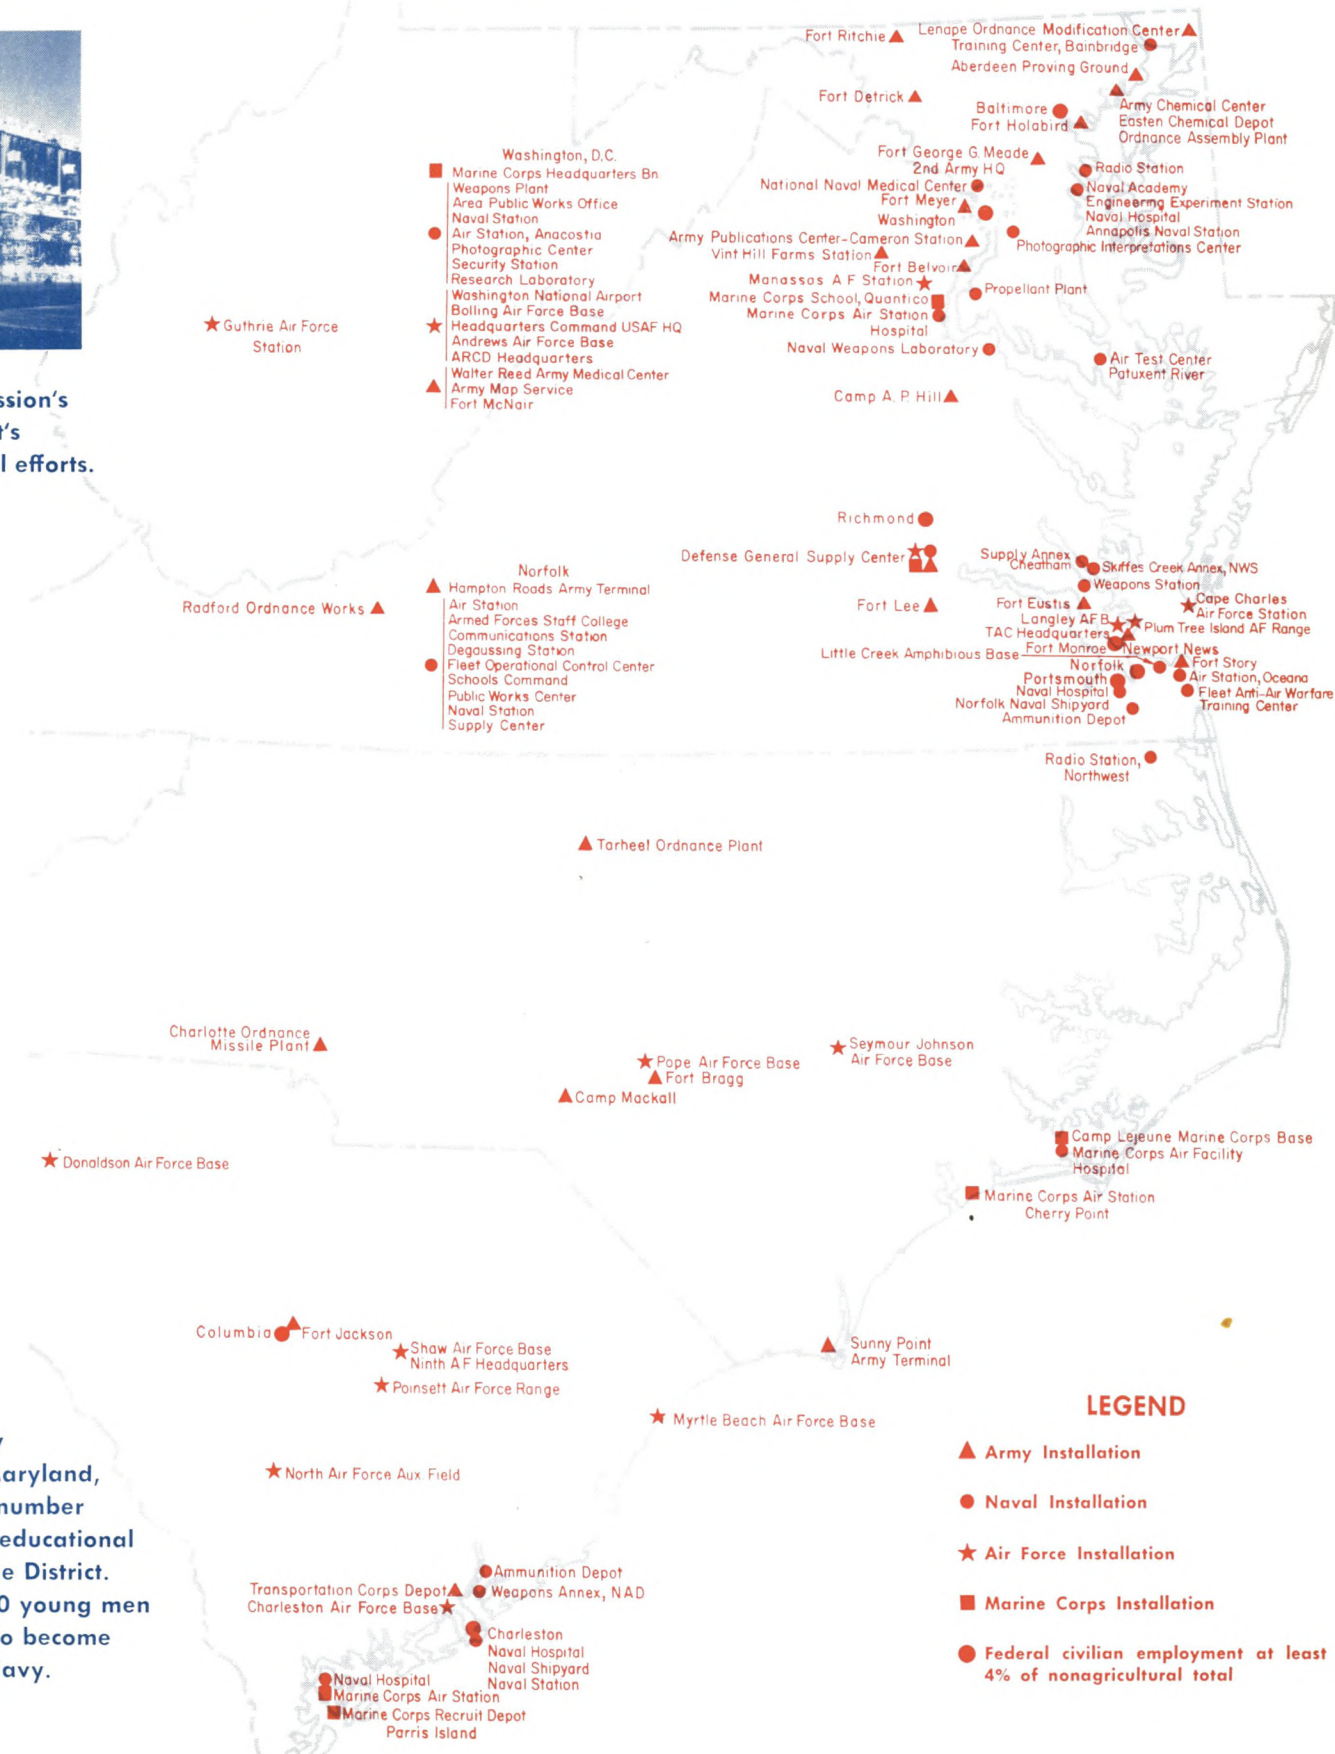 Fort Ritchie
Lenape Ordnance Modification Center
Training Center, Bainbridge
Aberdeen Proving Ground
Fort Detrick
Baltimore
Fort Holabird
Army Chemical Center
Easten Chemical Depot
Ordnance Assembly Plant
Fort George G. Meade
2nd Army HQ
National Naval Medical Center
Fort Meyer
Washington
Radio Station
Naval Academy
Engineering Experiment Station
Naval Hospital
Annapolis Naval Station
Photographic Interpretations Center
Army Publications Center-Cameron Station
Vint Hill Farms Station
Fort Belvoir
Manassas A F Station
Marine Corps School, Quantico
Marine Corps Air Station
Hospital
Propellant Plant
Naval Weapons Laboratory
Air Test Center
Patuxent River
Camp A. P. Hill
Washington, D.C.
Marine Corps Headquarters Bn.
Weapons Plant
Area Public Works Office
Naval Station
Air Station, Anacostia
Photographic Center
Security Station
Research Laboratory
Washington National Airport
Bolling Air Force Base
Headquarters Command USAF HQ
Andrews Air Force Base
ARCD Headquarters
Walter Reed Army Medical Center
Army Map Service
Fort McNair
Guthrie Air Force
Station
ssion's
t's
l efforts.
Richmond
Defense General Supply Center
Fort Lee
Supply Annex
Cheatham
Skiffes Creek Annex, NWS
Weapons Station
Fort Eustis
Cape Charles
Air Force Station
Langley AFB
Plum Tree Island AF Range
TAC Headquarters
Fort Monroe
Newport News
Little Creek Amphibious Base
Norfolk
Fort Story
Portsmouth
Air Station, Oceana
Naval Hospital
Fleet Anti-Air Warfare
Training Center
Norfolk Naval Shipyard
Ammunition Depot
Radio Station,
Northwest
Radford Ordnance Works
Norfolk
Hampton Roads Army Terminal
Air Station
Armed Forces Staff College
Communications Station
Degaussing Station
Fleet Operational Control Center
Schools Command
Public Works Center
Naval Station
Supply Center
Tarheel Ordnance Plant
Charlotte Ordnance
Missile Plant
Pope Air Force Base
Fort Bragg
Camp Mackall
Seymour Johnson
Air Force Base
Camp Lejeune Marine Corps Base
Marine Corps Air Facility
Hospital
Marine Corps Air Station
Cherry Point
Donaldson Air Force Base
Columbia
Fort Jackson
Shaw Air Force Base
Ninth A F Headquarters
Poinsett Air Force Range
Sunny Point
Army Terminal
Myrtle Beach Air Force Base
North Air Force Aux. Field
Ammunition Depot
Transportation Corps Depot
Weapons Annex, NAD
Charleston Air Force Base
Charleston
Naval Hospital
Naval Shipyard
Naval Station
Naval Hospital
Marine Corps Air Station
Marine Corps Recruit Depot
Parris Island
LEGEND
Army Installation
Naval Installation
Air Force Installation
Marine Corps Installation
Federal civilian employment at least
4% of nonagricultural total
aryland,
number
educational
e District.
0 young men
o become
avy.